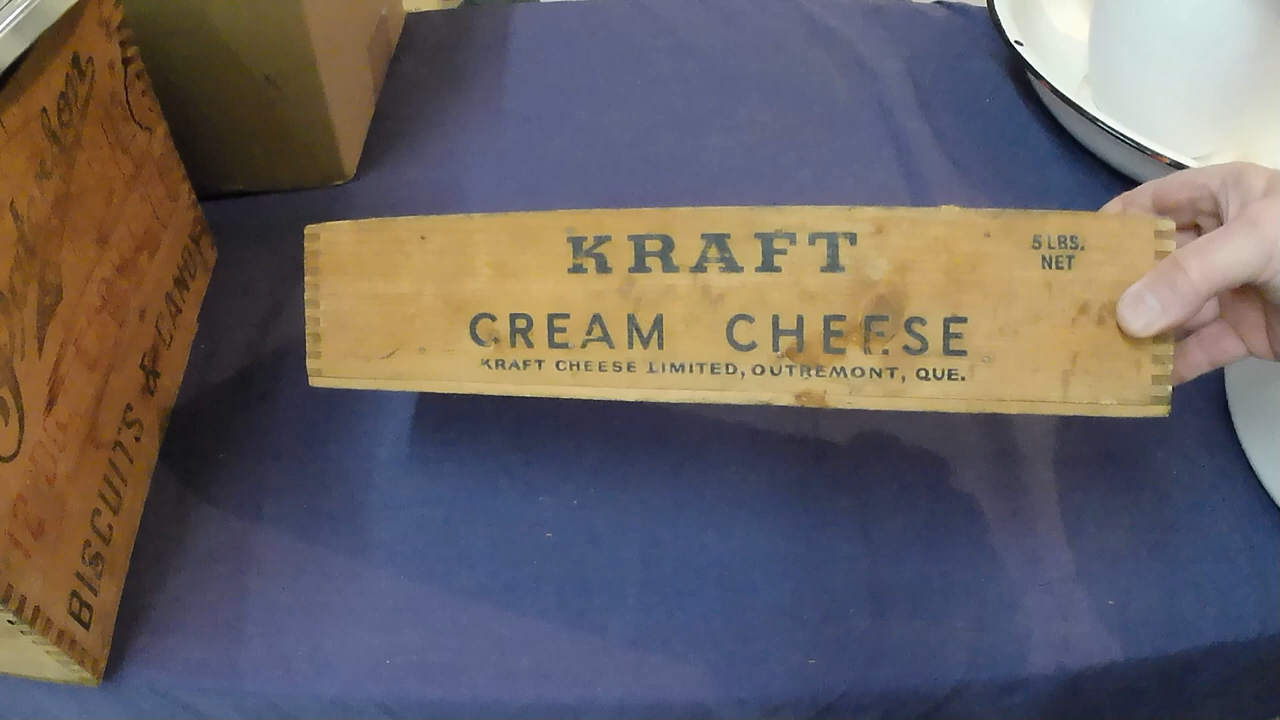 KRAFT
5 LBS.
NET
CREAM CHEESE
KRAFT CHEESE LIMITED, OUTREMONT, QUE.
BISCUITS & CANDY